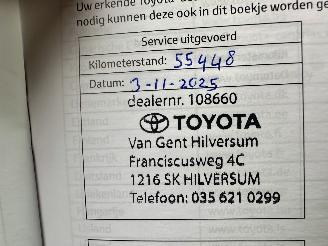 Uw erkende Toyota
nodig kunnen deze ook in dit boekje worden ge
Service uitgevoerd
Kilometerstand: 55448
Datum: 3-11-2025
dealernr. 108660
TOYOTA
Van Gent Hilversum
Franciscusweg 4C
1216 SK HILVERSUM
Telefoon: 035 621 0299